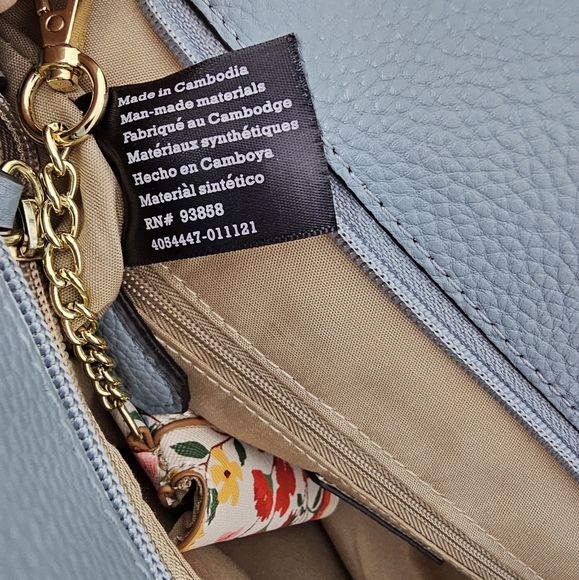 Made in Cambodia
Man-made materials
Fabriqué au Cambodge
Matériaux synthétiques
Hecho en Camboya
Materiàl sintético
RN# 93858
4054447-011121